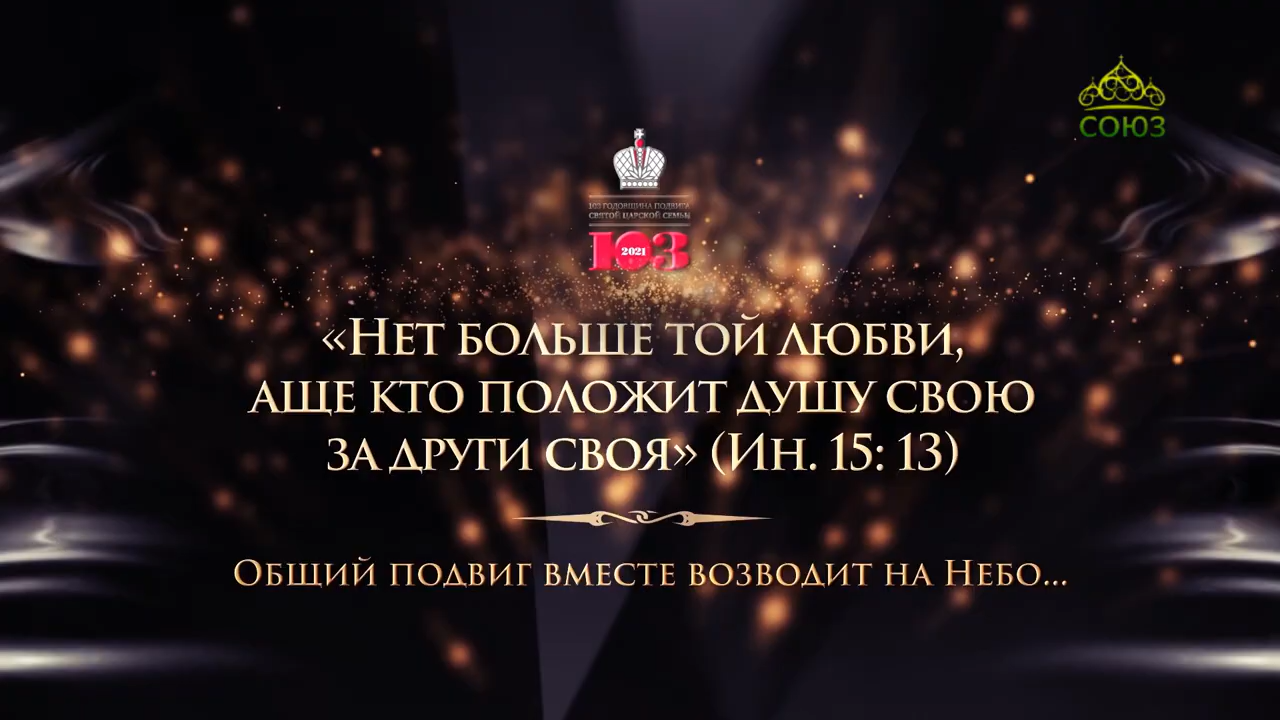 СОЮЗ
103 ГОДОВЩИНА ПОДВИГА
СВЯТОЙ ЦАРСКОЙ СЕМЬИ
103
2021
«Нет больше той любви,
аще кто положит душу свою
за други своя» (Ин. 15: 13)
Общий подвиг вместе возводит на Небо...